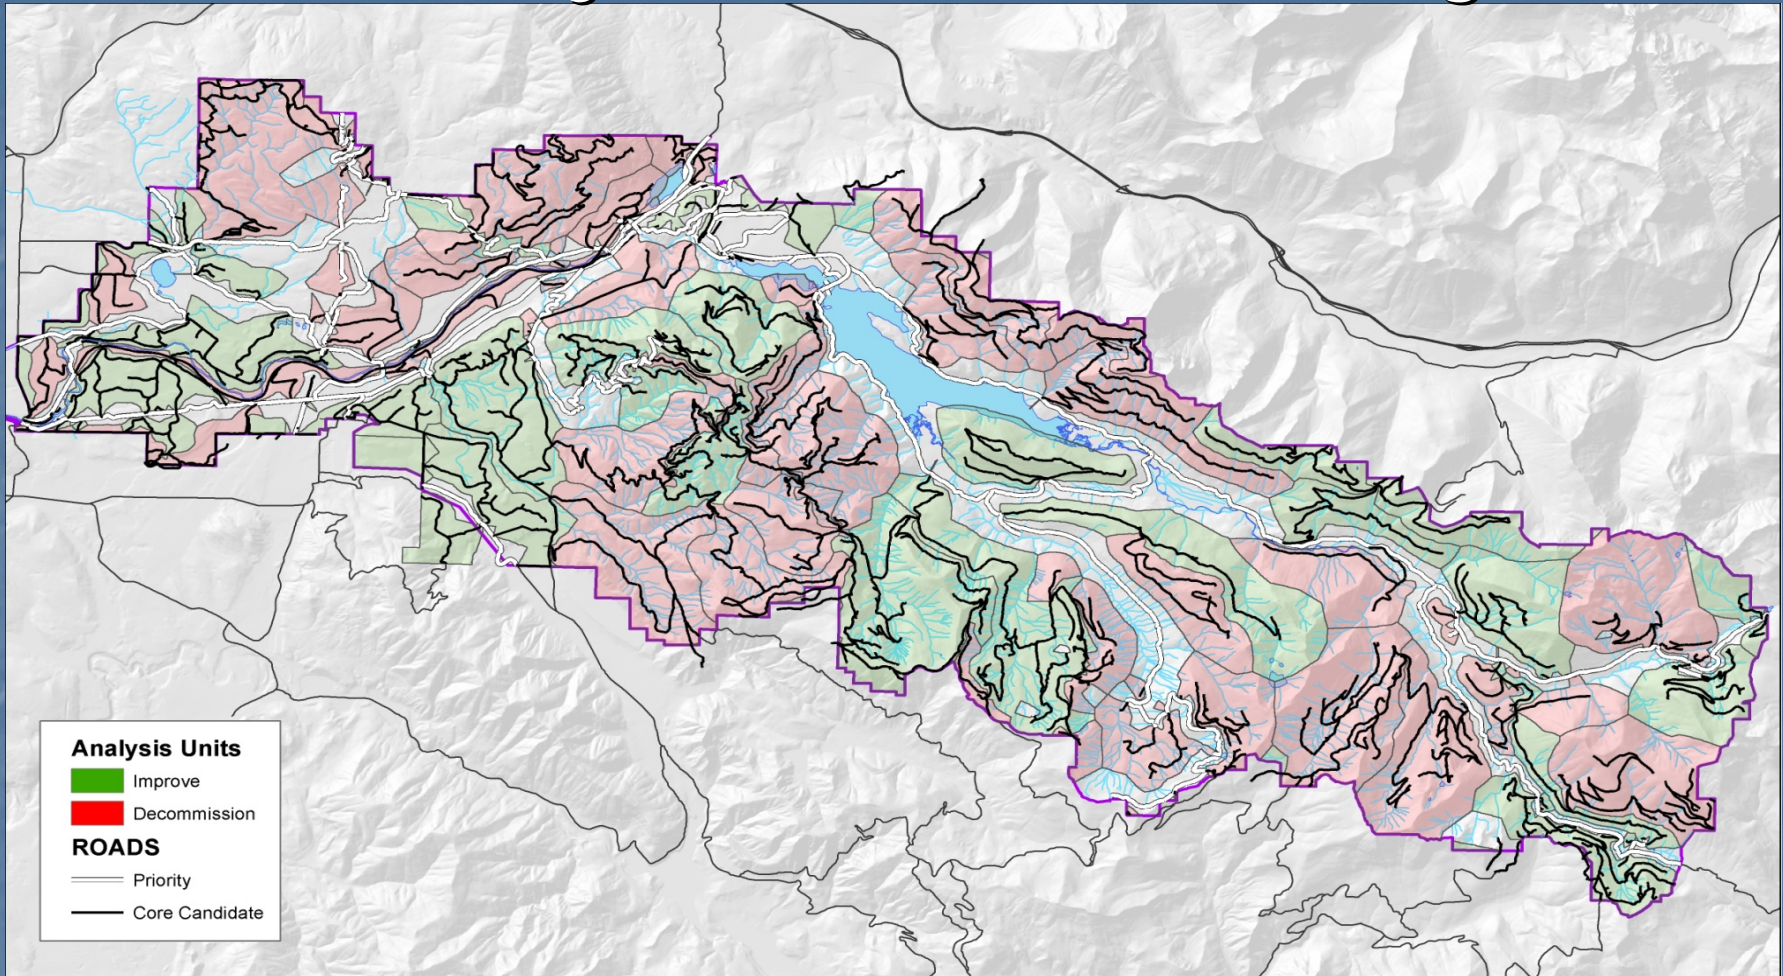 Analysis Units
Improve
Decommission
ROADS
Priority
Core Candidate